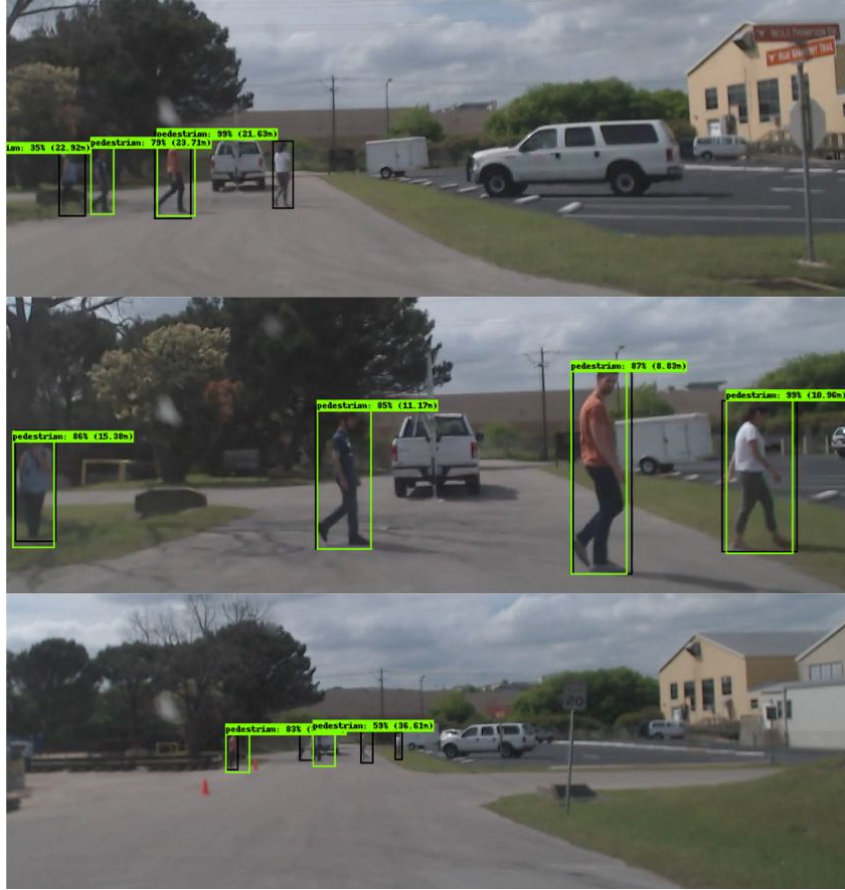 pedestrian: 99% (21.63m)
ian: 35% (22.92m)
pedestrian: 79% (23.71m)
pedestrian: 87% (8.83m)
pedestrian: 99% (10.96m)
pedestrian: 85% (11.17m)
pedestrian: 86% (15.38m)
pedestrian: 83% (
pedestrian: 59% (36.61m)
20